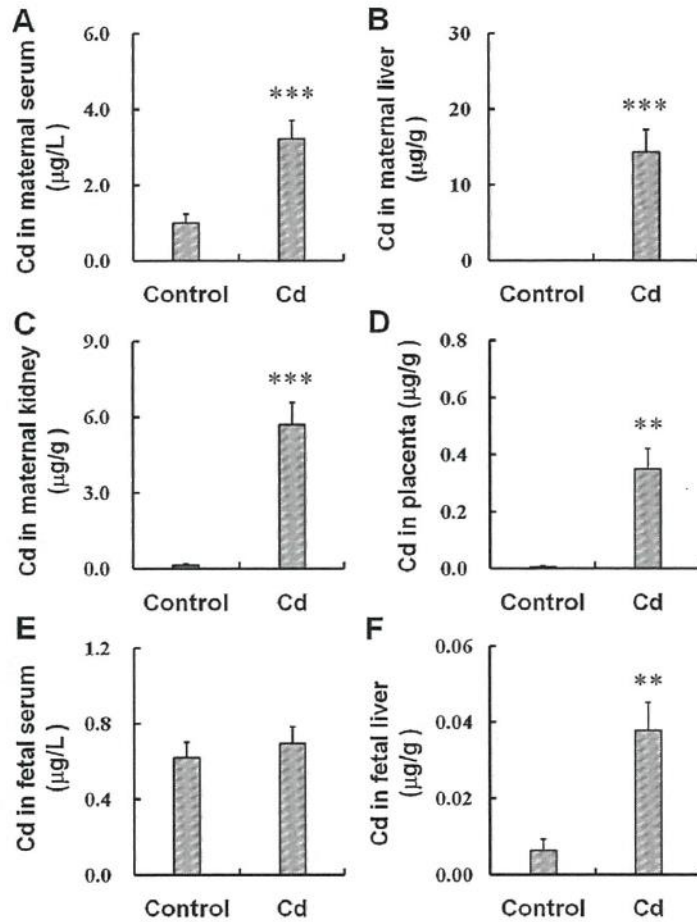 A
Cd in maternal serum
(μg/L)
6.0
4.0
2.0
0.0
***
Control
Cd
B
Cd in maternal liver
(μg/g)
30
20
10
0
***
Control
Cd
C
Cd in maternal kidney
(μg/g)
9.0
6.0
3.0
0.0
***
Control
Cd
D
Cd in placenta (μg/g)
0.8
0.6
0.4
0.2
0.0
**
Control
Cd
E
Cd in fetal serum
(μg/L)
1.2
0.8
0.4
0.0
Control
Cd
F
Cd in fetal liver
(μg/g)
0.06
0.04
0.02
0.00
**
Control
Cd